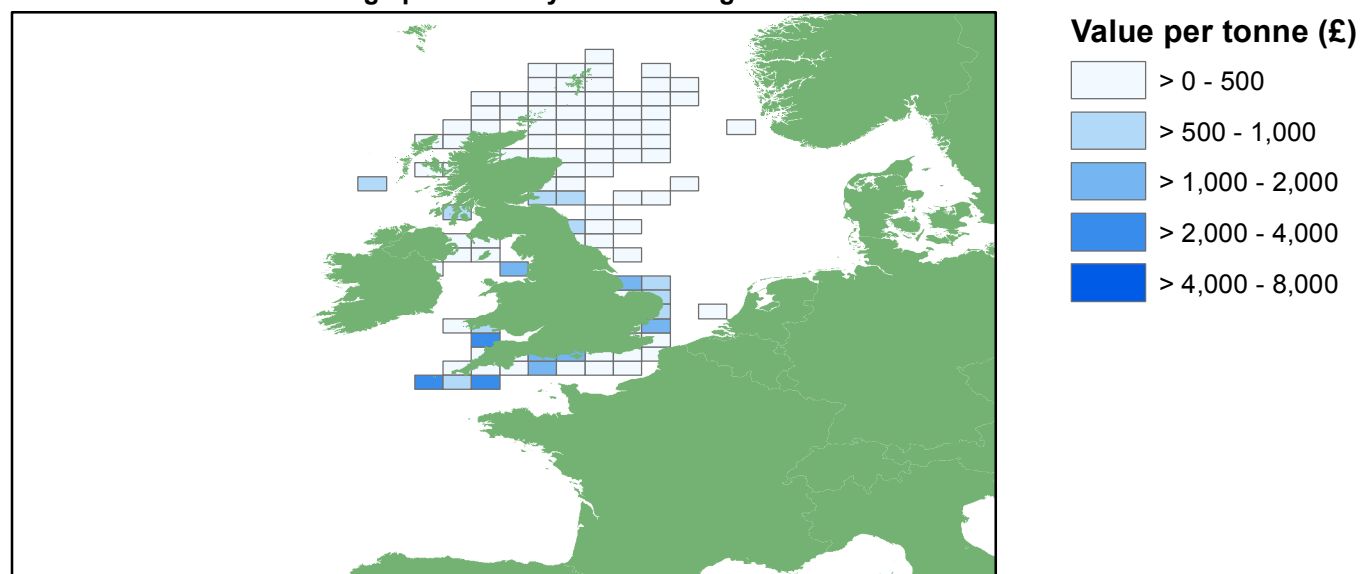 Value per tonne (£)
> 0 - 500
> 500 - 1,000
> 1,000 - 2,000
> 2,000 - 4,000
> 4,000 - 8,000